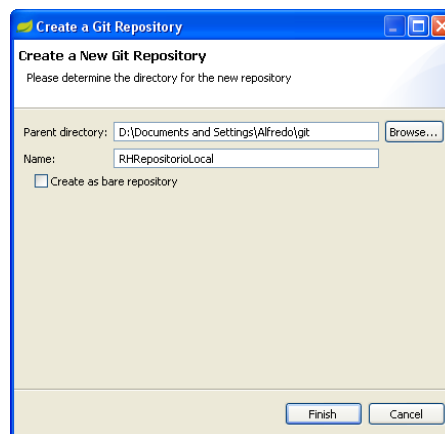 Create a Git Repository
Create a New Git Repository
Please determine the directory for the new repository
Parent directory: D:\Documents and Settings\Alfredo\git Browse...
Name: RHRepositorioLocal
Create as bare repository
Finish Cancel